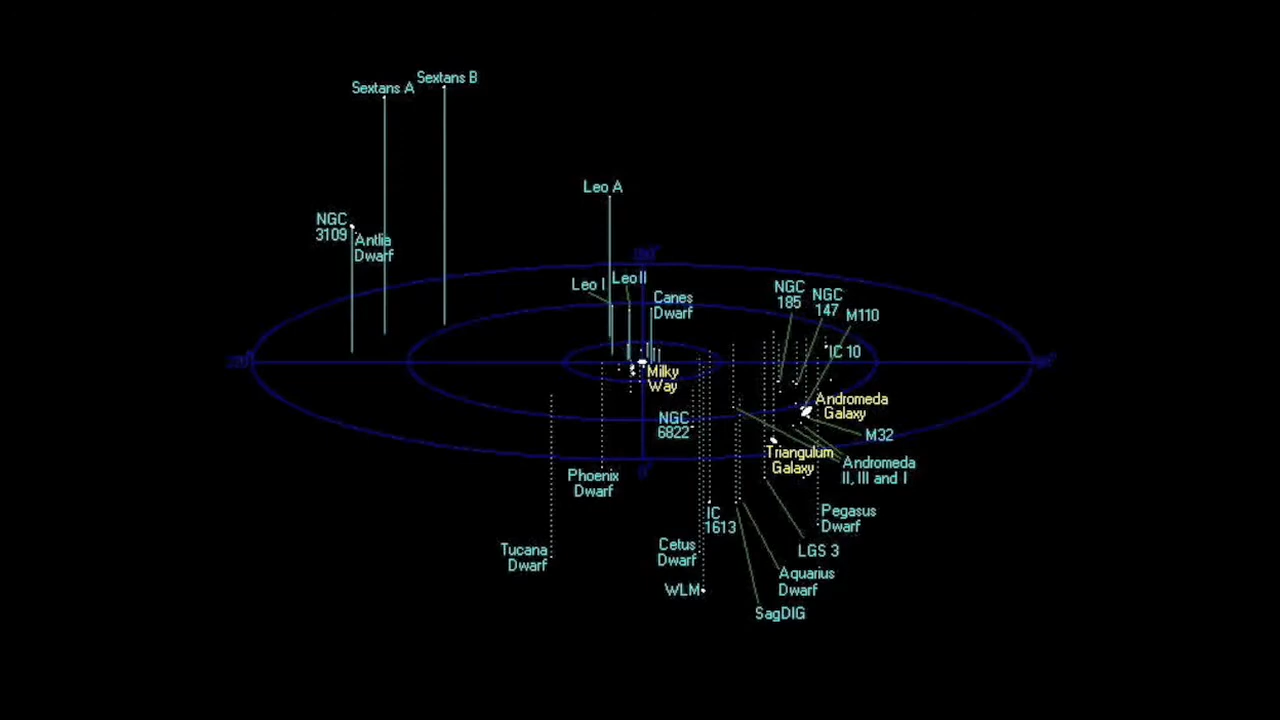 Sextans B
Sextans A
Leo A
NGC
3109
Antlia
Dwarf
180°
Leo II
Leo I
Canes
Dwarf
NGC
185
NGC
147
M110
IC 10
Milky
Way
Andromeda
Galaxy
NGC
6822
M32
Triangulum
Galaxy
Andromeda
II, III and I
0°
Phoenix
Dwarf
IC
1613
Pegasus
Dwarf
Tucana
Dwarf
Cetus
Dwarf
LGS 3
Aquarius
Dwarf
WLM
SagDIG